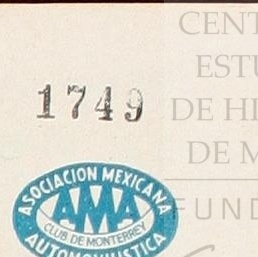 1749
ASOCIACION MEXICANA
AMA
CLUB DE MONTERREY
AUTOMOVILISTICA
CENT
ESTU
DE HI
DE M
FUND